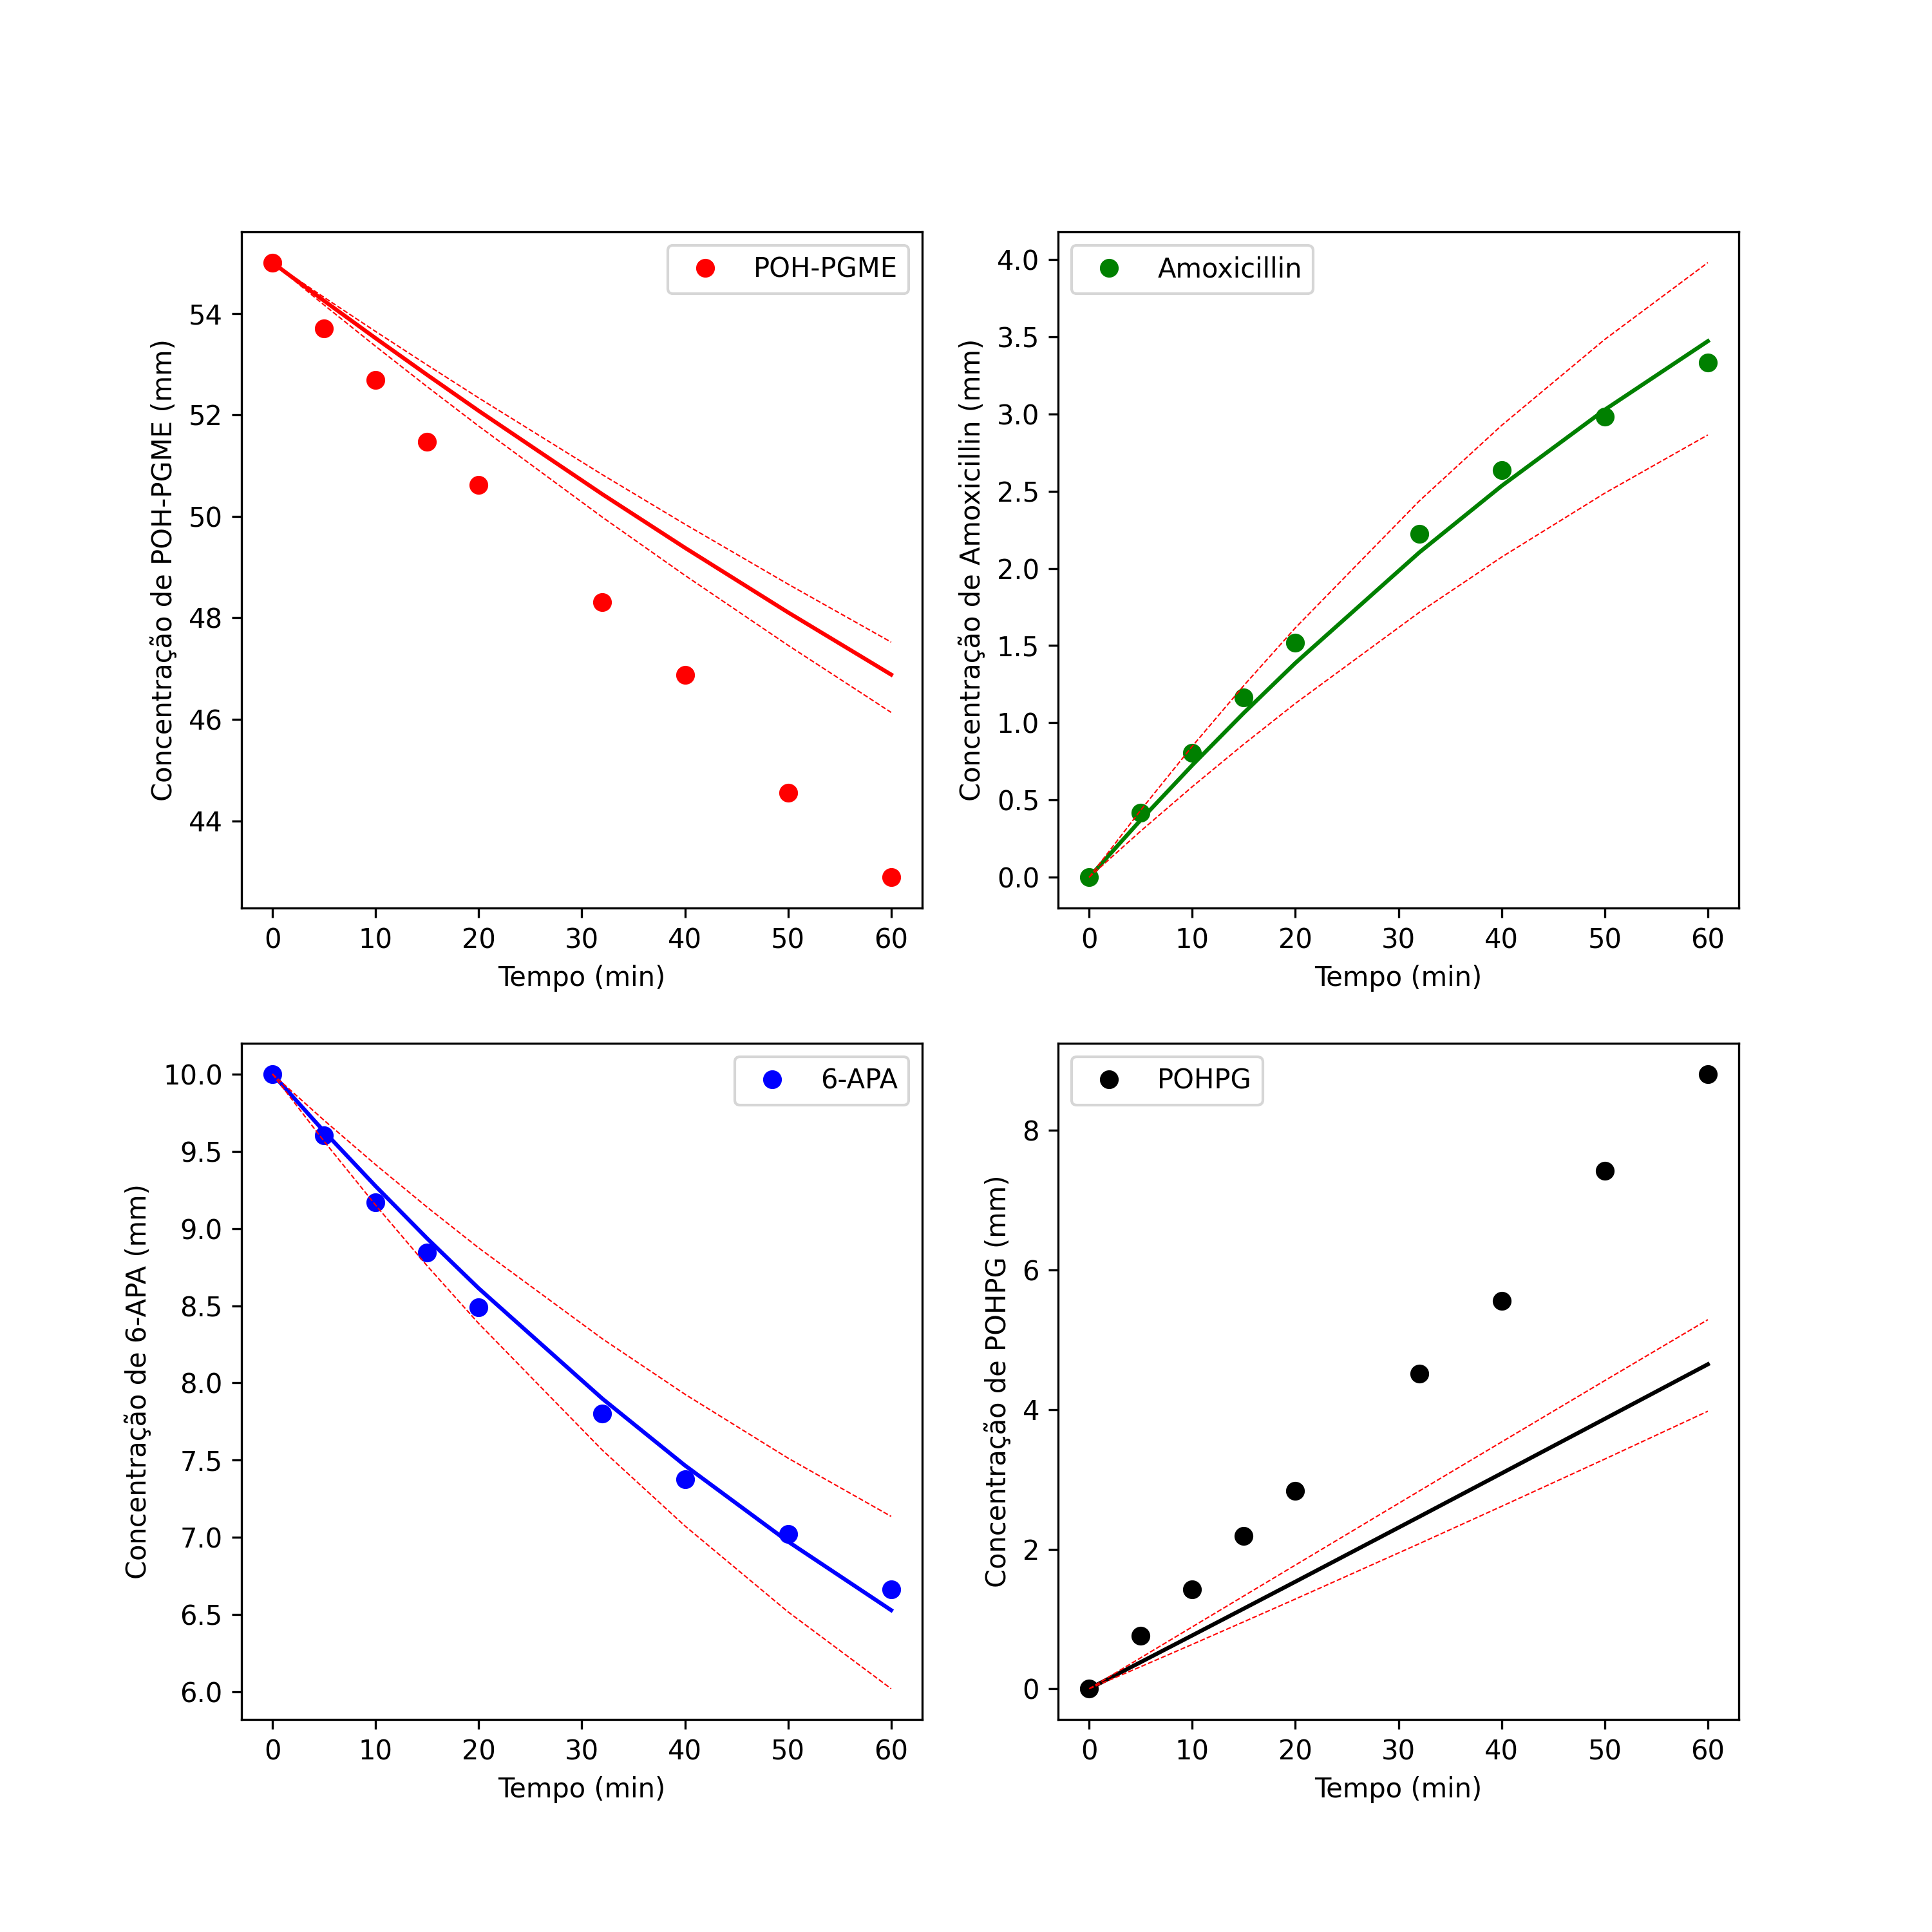 POH-PGME
Concentração de POH-PGME (mm)
54
52
50
48
46
44
0 10 20 30 40 50 60
Tempo (min)
Amoxicillin
Concentração de Amoxicillin (mm)
4.0
3.5
3.0
2.5
2.0
1.5
1.0
0.5
0.0
0 10 20 30 40 50 60
Tempo (min)
6-APA
Concentração de 6-APA (mm)
10.0
9.5
9.0
8.5
8.0
7.5
7.0
6.5
6.0
0 10 20 30 40 50 60
Tempo (min)
POHPG
Concentração de POHPG (mm)
8
6
4
2
0
0 10 20 30 40 50 60
Tempo (min)